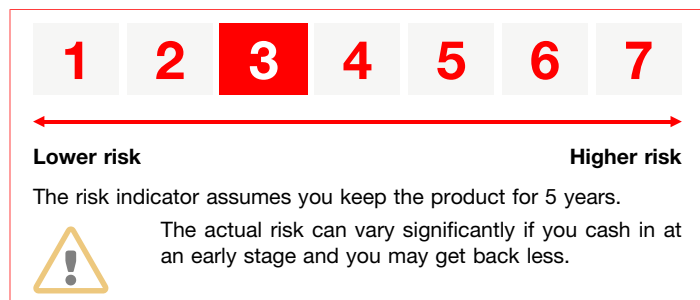 1 2 3 4 5 6 7
Lower risk Higher risk
The risk indicator assumes you keep the product for 5 years.
The actual risk can vary significantly if you cash in at
an early stage and you may get back less.